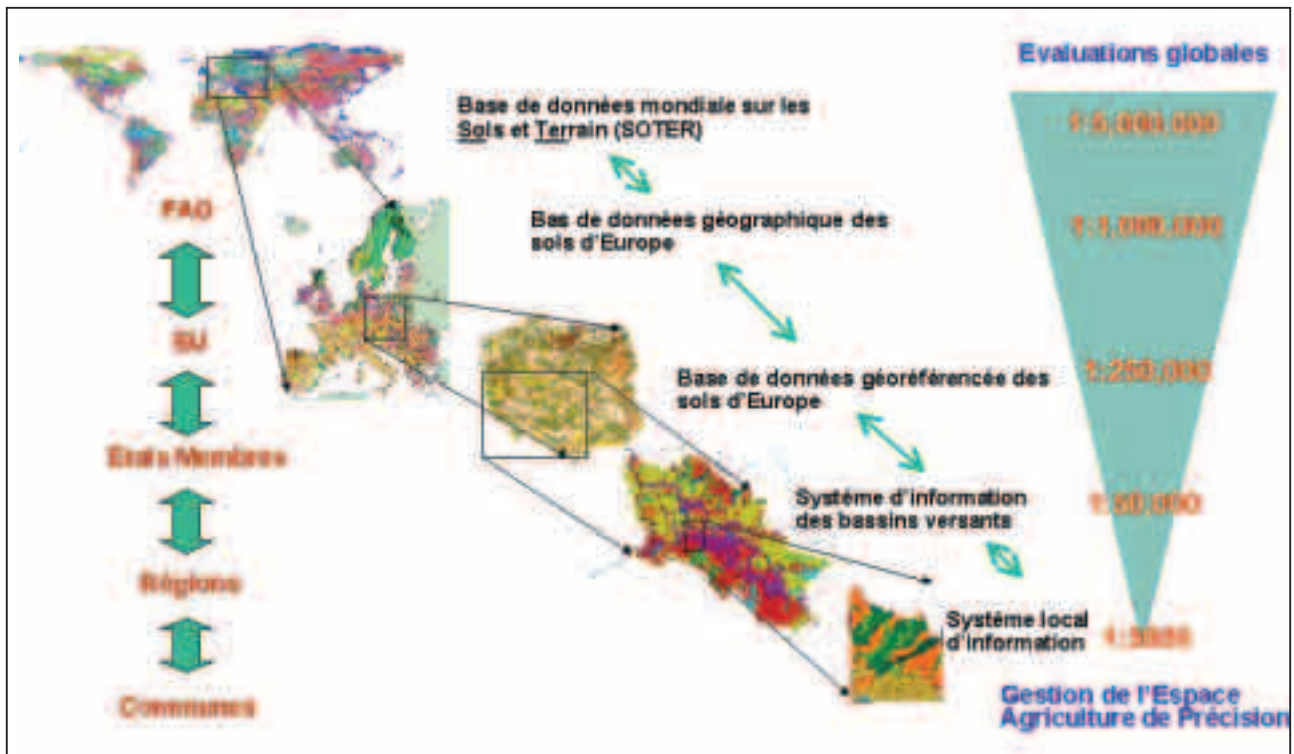 Evaluations globales
Base de données mondiale sur les
Sols et Terrain (SOTER)
1:5,000,000
FAO
Bas de données géographique des
sols d'Europe
1:1,000,000
EU
Base de données géoréférencée des
sols d'Europe
1:250,000
Etats Membres
Système d'information
des bassins versants
1:50,000
Régions
Système local
d'information
1:5000
Communes
Gestion de l'Espace
Agriculture de Précision